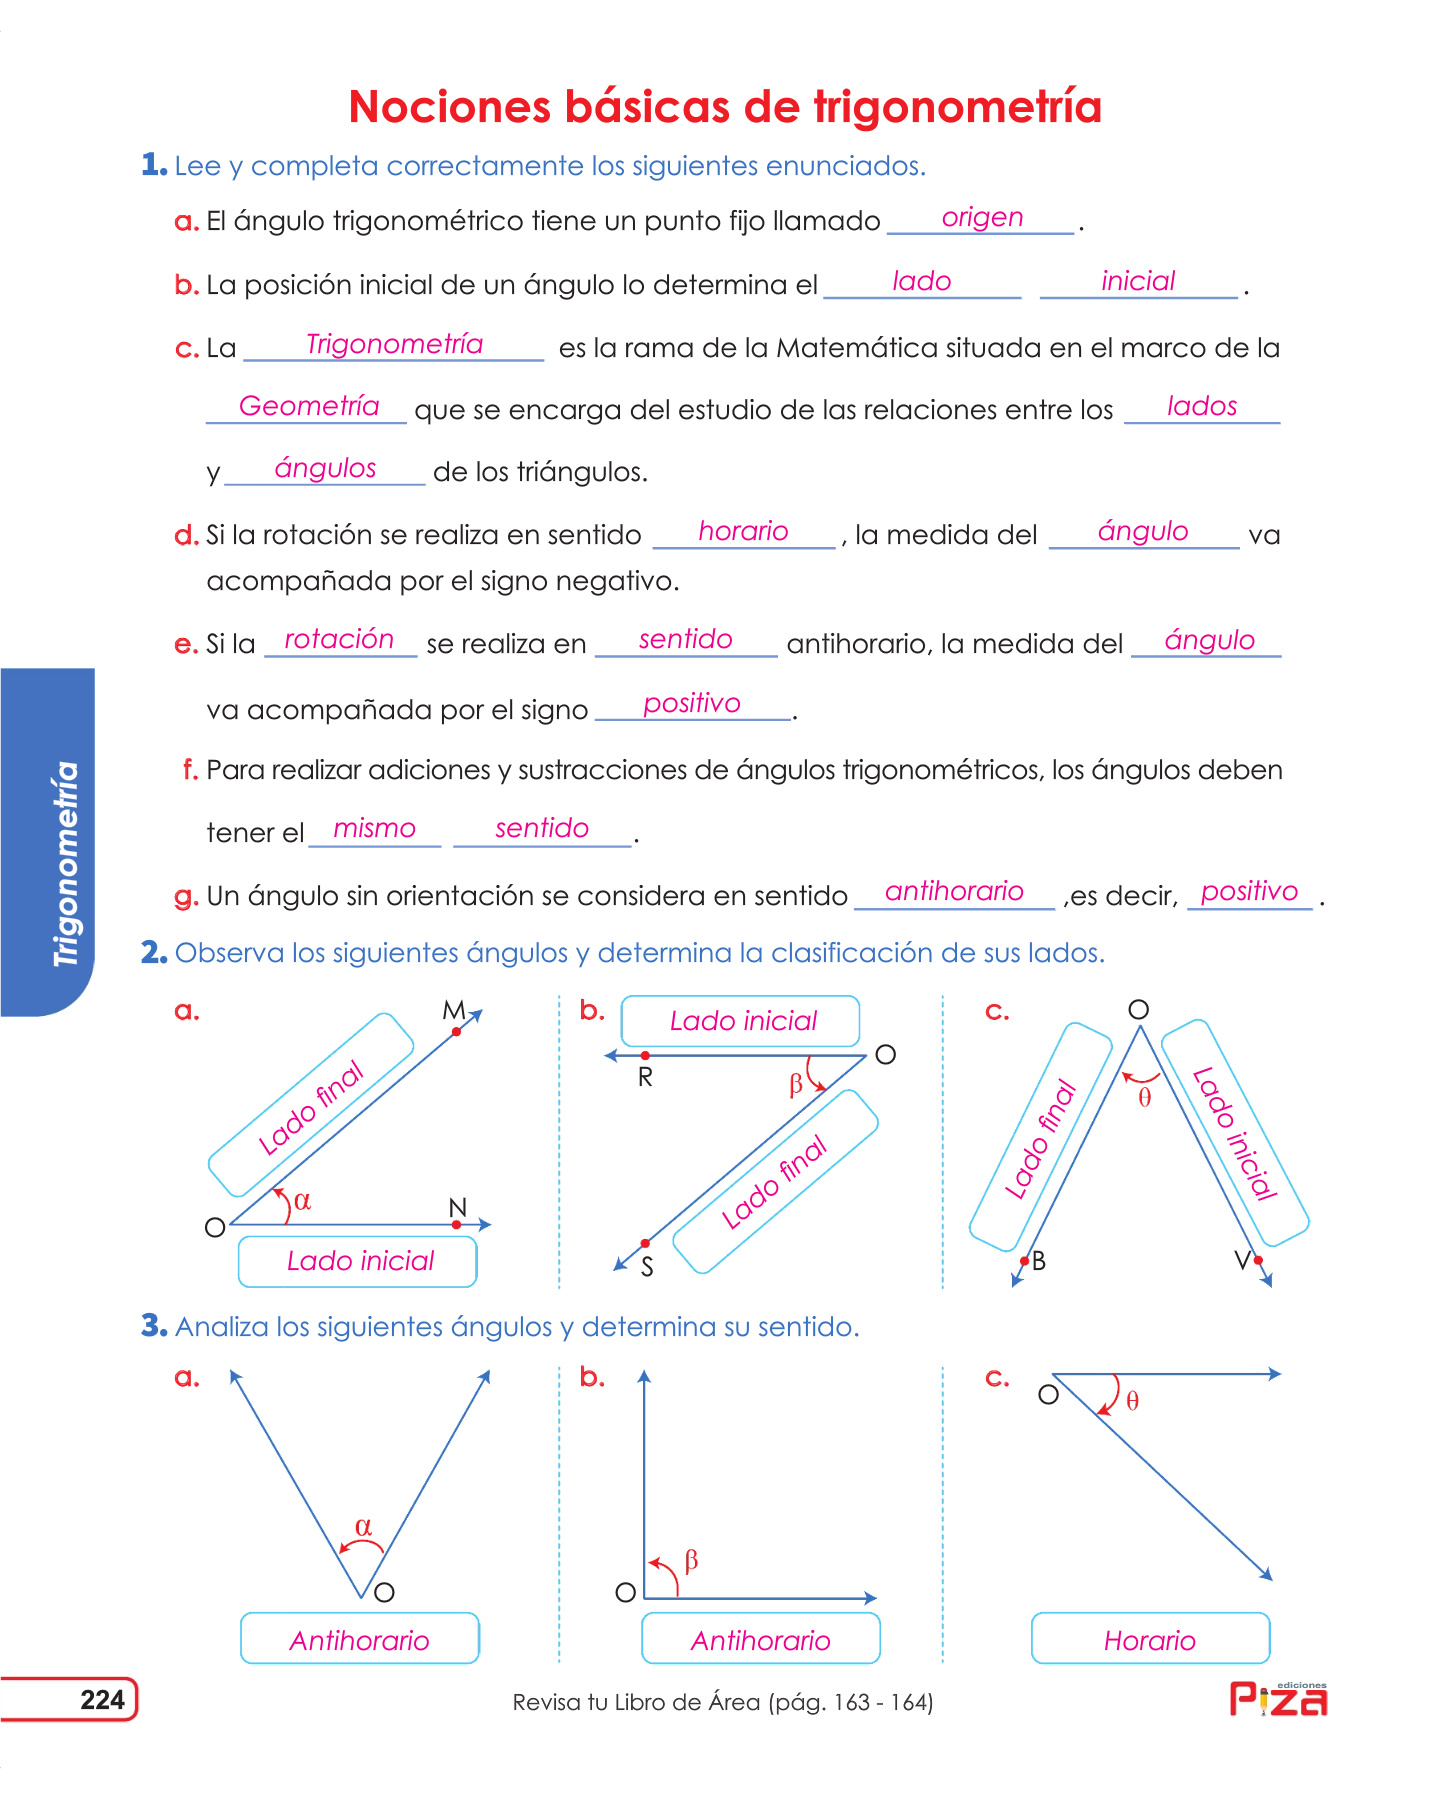 Nociones básicas de trigonometría
1. Lee y completa correctamente los siguientes enunciados.
a. El ángulo trigonométrico tiene un punto fijo llamado origen.
b. La posición inicial de un ángulo lo determina el lado inicial.
c. La Trigonometría es la rama de la Matemática situada en el marco de la
Geometría que se encarga del estudio de las relaciones entre los lados
y ángulos de los triángulos.
d. Si la rotación se realiza en sentido horario, la medida del ángulo va
acompañada por el signo negativo.
e. Si la rotación se realiza en sentido antihorario, la medida del ángulo
va acompañada por el signo positivo.
f. Para realizar adiciones y sustracciones de ángulos trigonométricos, los ángulos deben
tener el mismo sentido.
g. Un ángulo sin orientación se considera en sentido antihorario ,es decir, positivo.
Trigonometría
2. Observa los siguientes ángulos y determina la clasificación de sus lados.
a.
M
Lado final
α
O
N
Lado inicial
b.
Lado inicial
R
O
β
Lado final
S
c.
O
Lado final
θ
Lado inicial
B
V
3. Analiza los siguientes ángulos y determina su sentido.
a.
α
O
Antihorario
b.
β
O
Antihorario
c.
O
θ
Horario
224
Revisa tu Libro de Área (pág. 163 - 164)
ediciones
Piza